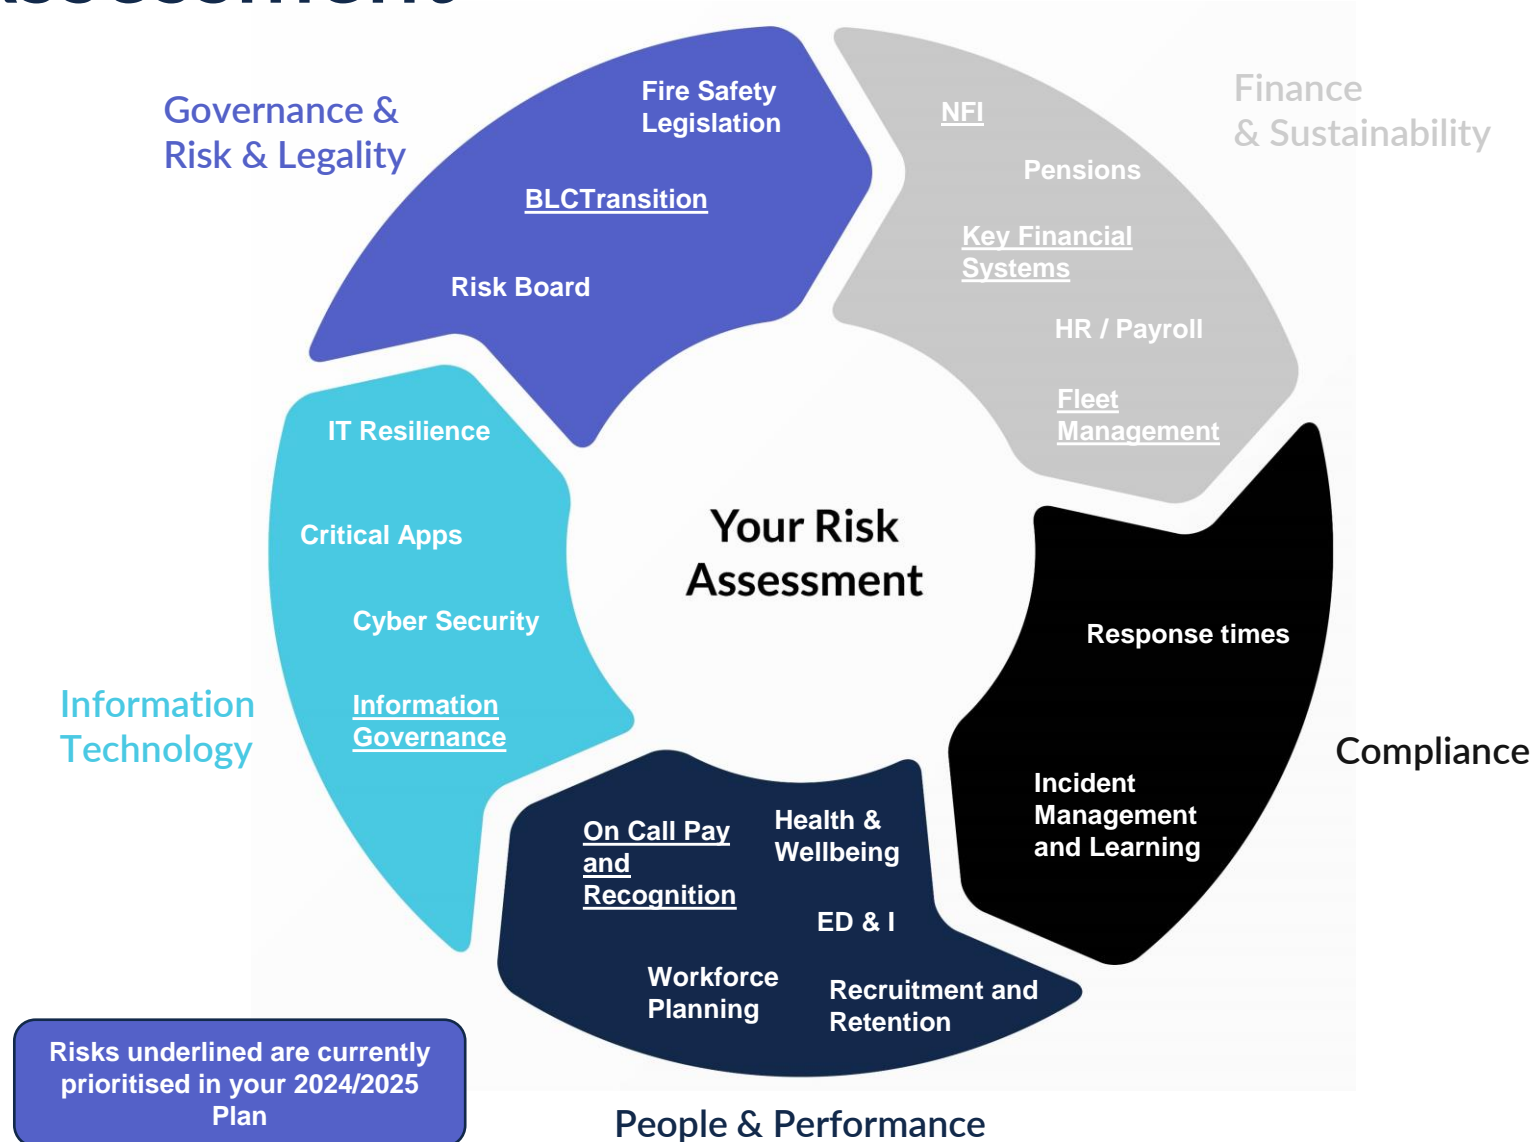 Governance &
Risk & Legality
Fire Safety
Legislation
BLCTransition
Risk Board
Finance
& Sustainability
NFI
Pensions
Key Financial
Systems
HR / Payroll
Fleet
Management
IT Resilience
Critical Apps
Cyber Security
Information
Governance
Information
Technology
Your Risk
Assessment
Response times
Incident
Management
and Learning
Compliance
On Call Pay
and
Recognition
Health &
Wellbeing
ED & I
Workforce
Planning
Recruitment and
Retention
People & Performance
Risks underlined are currently
prioritised in your 2024/2025
Plan